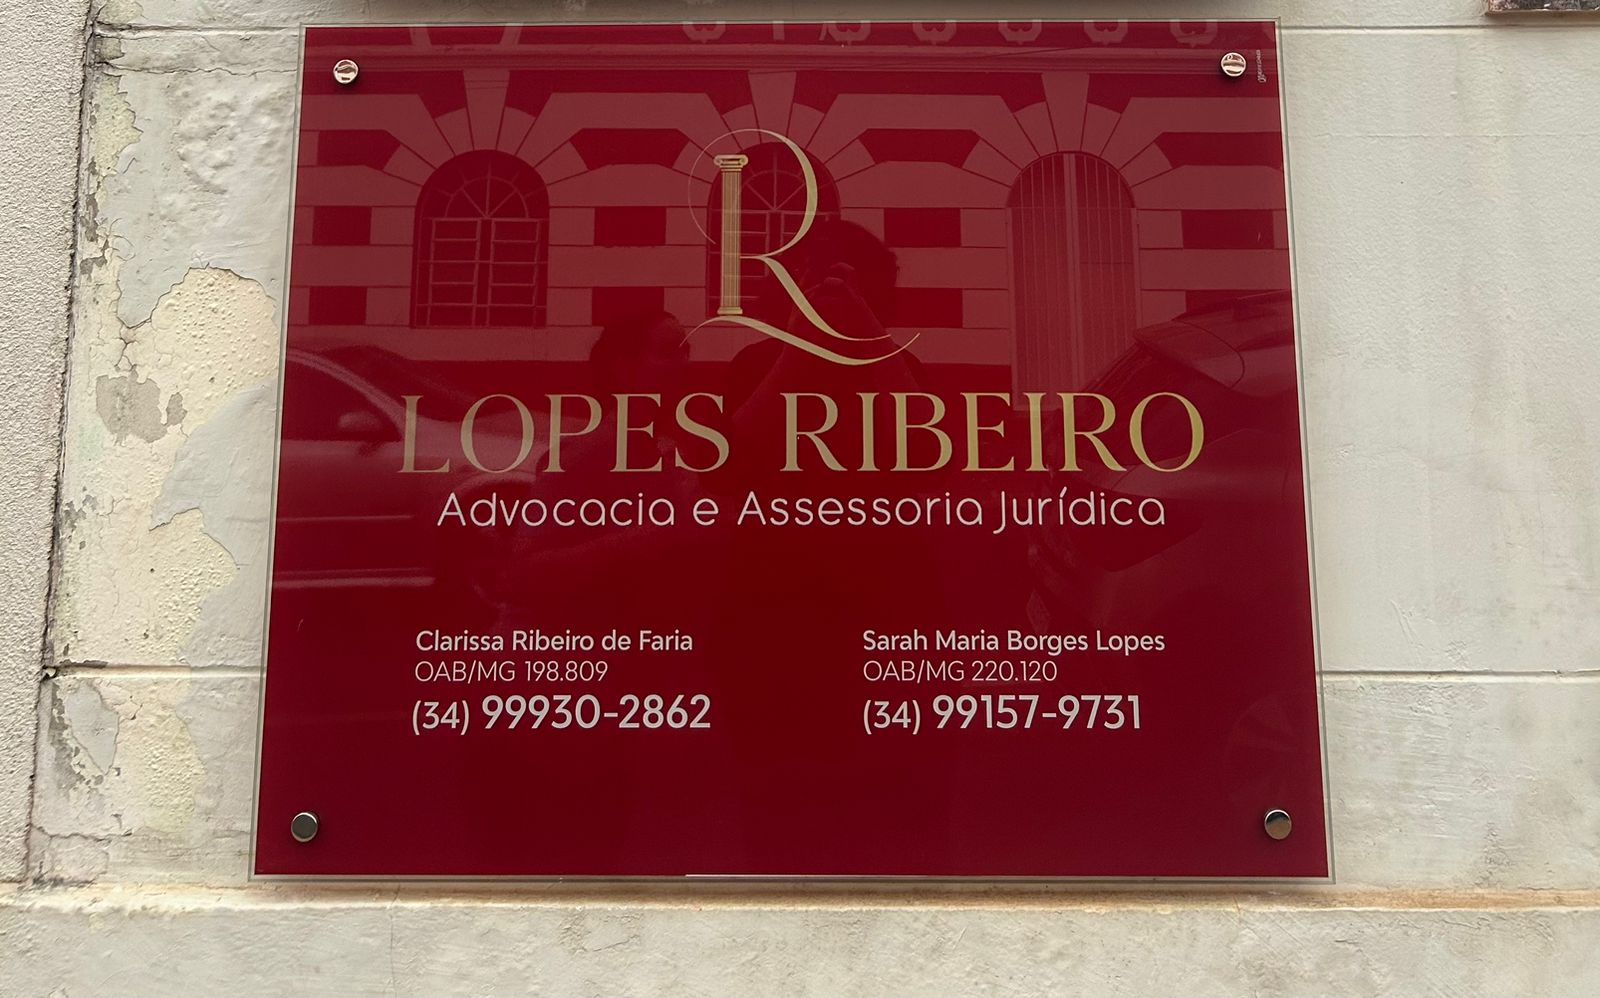 LOPES RIBEIRO
Advocacia e Assessoria Jurídica
Clarissa Ribeiro de Faria
OAB/MG 198.809
(34) 99930-2862
Sarah Maria Borges Lopes
OAB/MG 220.120
(34) 99157-9731